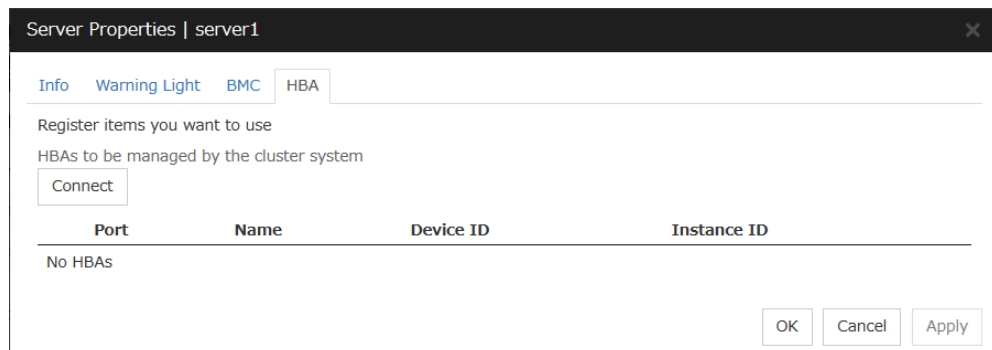 Server Properties | server1
Info Warning Light BMC HBA
Register items you want to use
HBAs to be managed by the cluster system
Connect
Port Name Device ID Instance ID
No HBAs
OK Cancel Apply